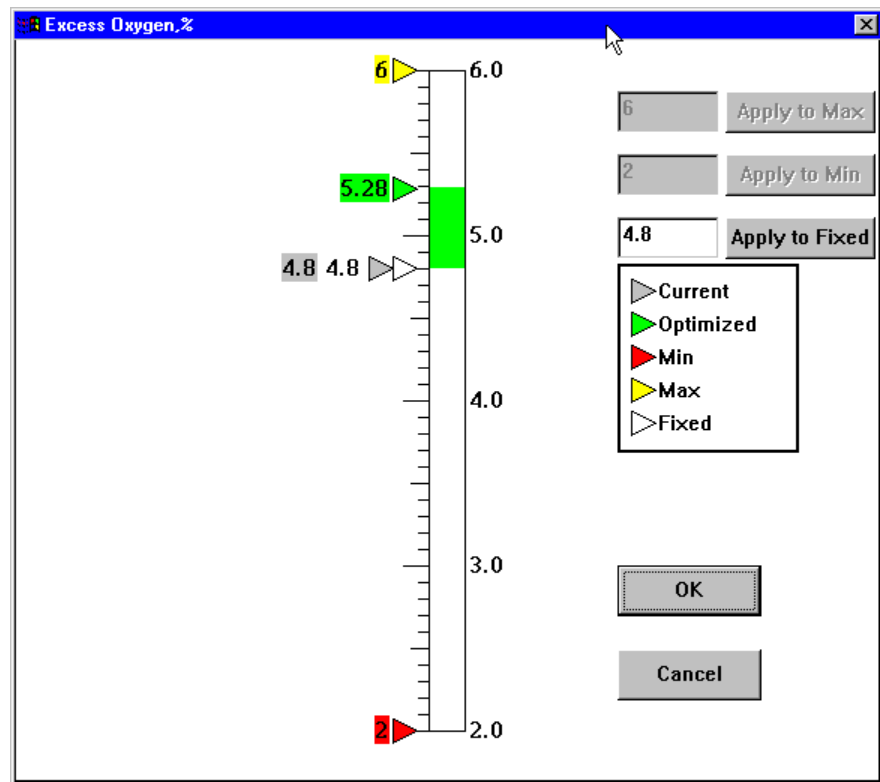 Excess Oxygen,%
6
6.0
6
Apply to Max
2
Apply to Min
5.28
5.0
4.8
Apply to Fixed
4.8 4.8
Current
Optimized
Min
Max
Fixed
4.0
3.0
OK
Cancel
2
2.0